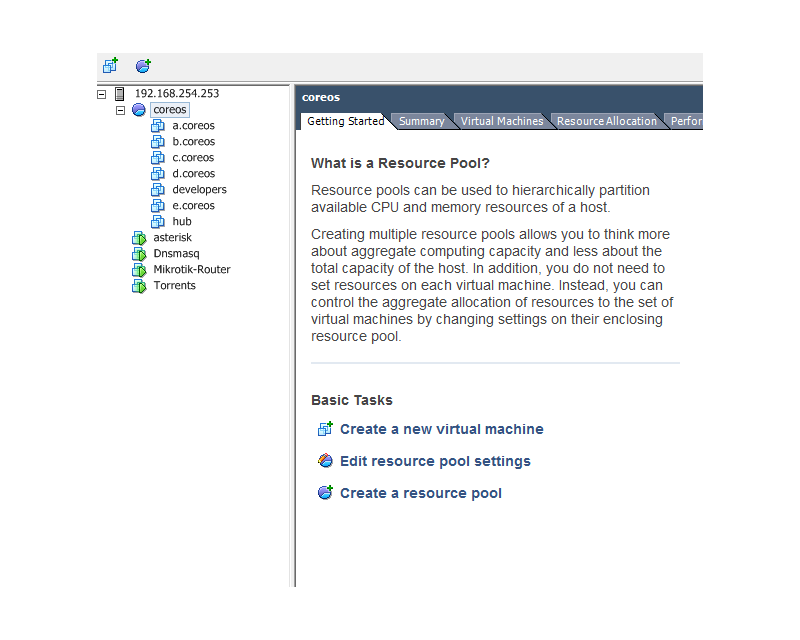 192.168.254.253
coreos
a.coreos
b.coreos
c.coreos
d.coreos
developers
e.coreos
hub
asterisk
Dnsmasq
Mikrotik-Router
Torrents
coreos
Getting Started Summary Virtual Machines Resource Allocation Perfor
What is a Resource Pool?
Resource pools can be used to hierarchically partition
available CPU and memory resources of a host.
Creating multiple resource pools allows you to think more
about aggregate computing capacity and less about the
total capacity of the host. In addition, you do not need to
set resources on each virtual machine. Instead, you can
control the aggregate allocation of resources to the set of
virtual machines by changing settings on their enclosing
resource pool.
Basic Tasks
Create a new virtual machine
Edit resource pool settings
Create a resource pool